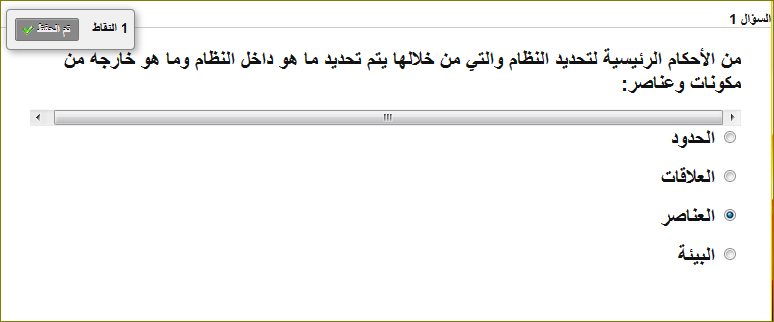 السؤال 1
1 النقاط
تم الحفظ
من الأحكام الرئيسية لتحديد النظام والتي من خلالها يتم تحديد ما هو داخل النظام وما هو خارجه من
مكونات وعناصر:
الحدود
العلاقات
العناصر
البيئة